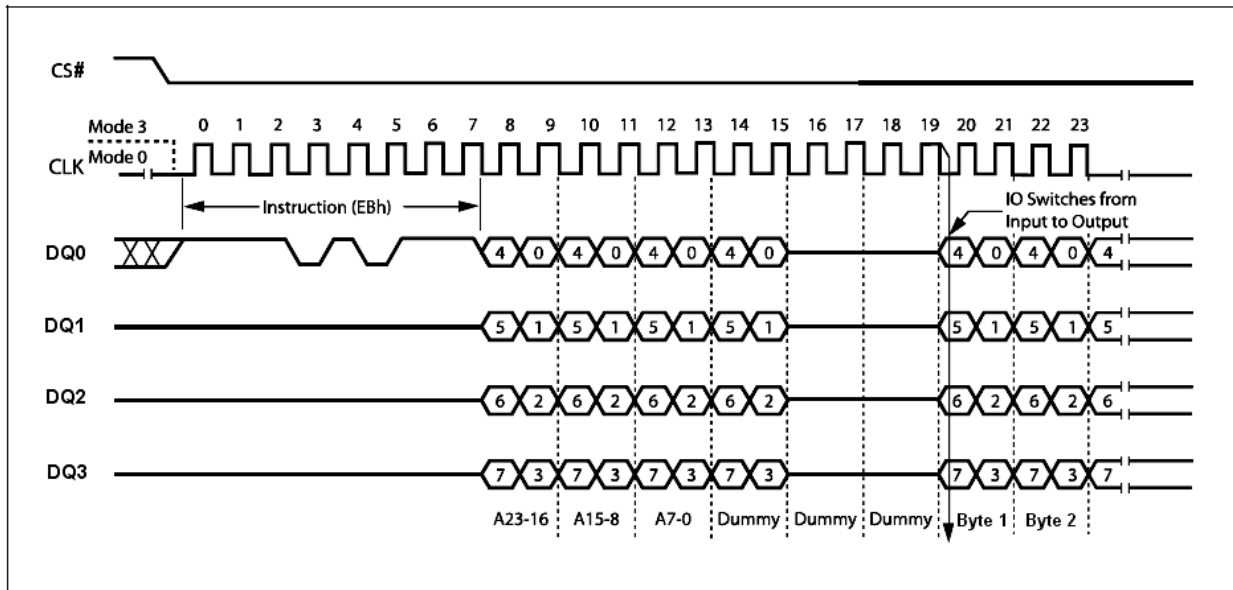 CS#
Mode 3
0 1 2 3 4 5 6 7 8 9 10 11 12 13 14 15 16 17 18 19 20 21 22 23
Mode 0
CLK
Instruction (EBh)
IO Switches from
Input to Output
DQ0
4 0 4 0 4 0 4 0 4 0 4 0 4
DQ1
5 1 5 1 5 1 5 1 5 1 5 1 5
DQ2
6 2 6 2 6 2 6 2 6 2 6 2 6
DQ3
7 3 7 3 7 3 7 3 7 3 7 3 7
A23-16 A15-8 A7-0 Dummy Dummy Dummy Byte 1 Byte 2